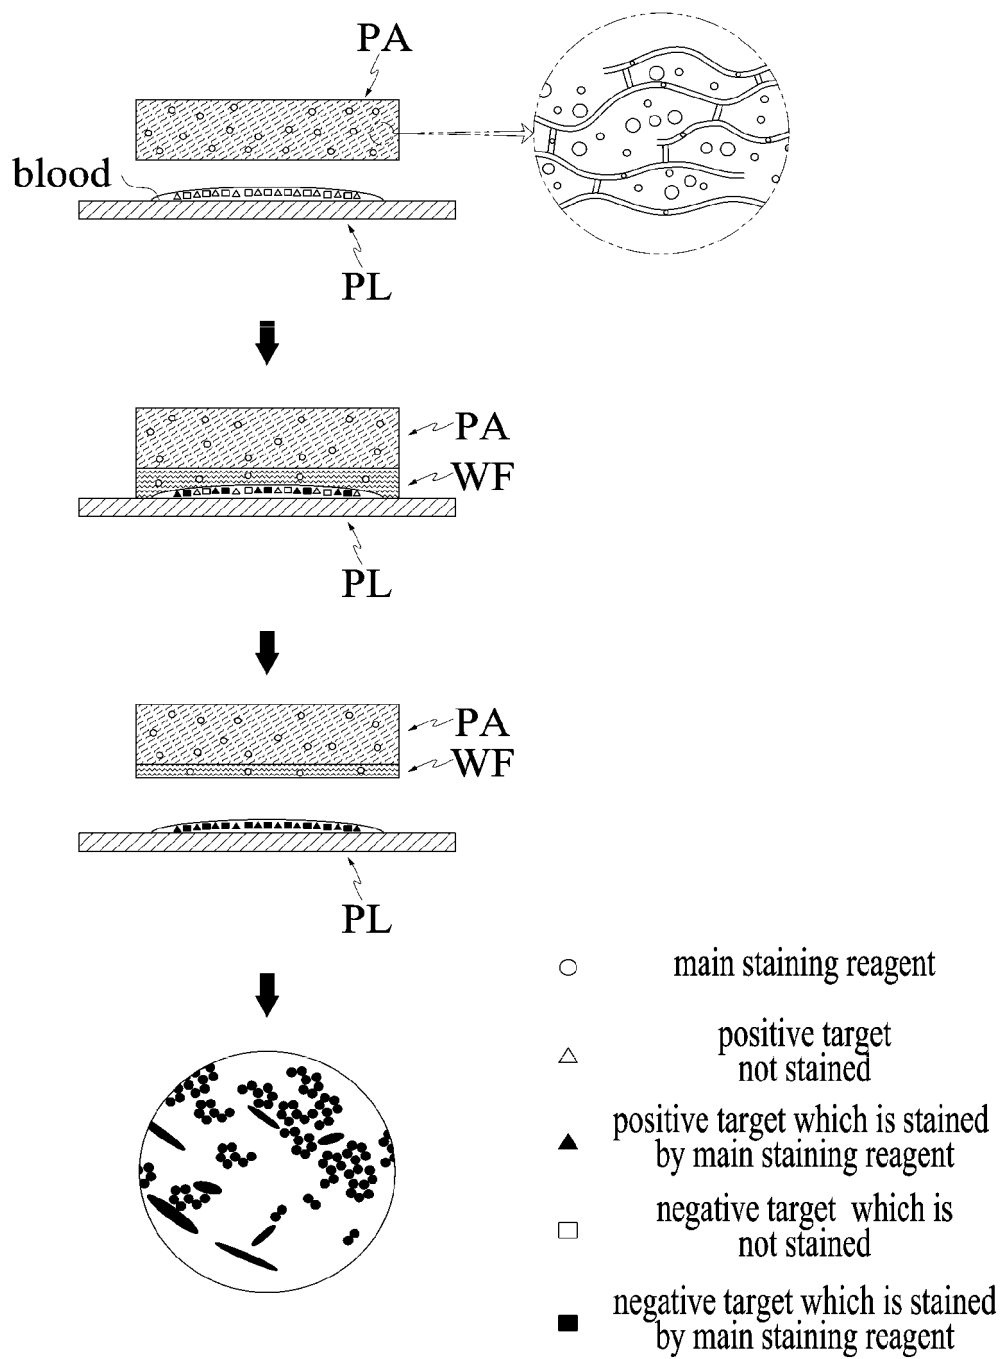 PA
blood
PL
PA
WF
PL
PA
WF
PL
main staining reagent
positive target
not stained
positive target which is stained
by main staining reagent
negative target which is
not stained
negative target which is stained
by main staining reagent